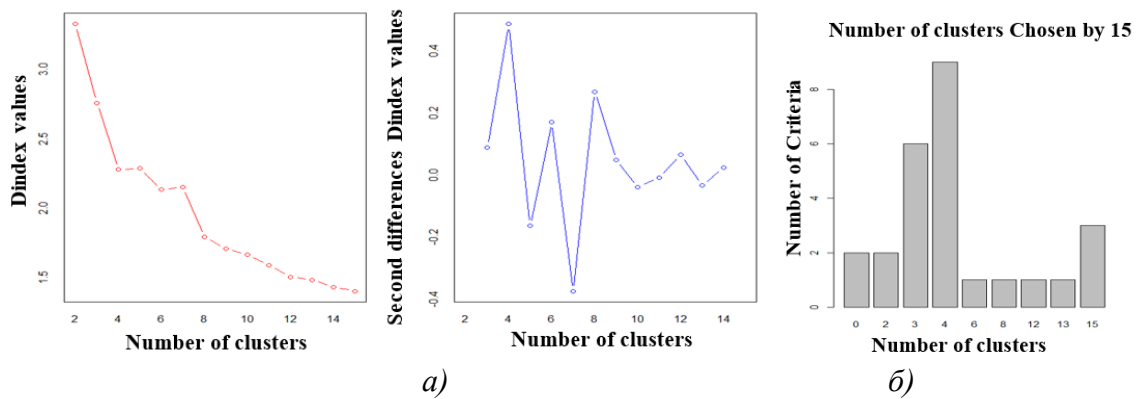 Dindex values
3.0
2.5
2.0
1.5
2 4 6 8 10 12 14
Number of clusters
Second differences Dindex values
0.4
0.2
0.0
-0.2
-0.4
2 4 6 8 10 12 14
Number of clusters
а)
Number of clusters Chosen by 15
Number of Criteria
8
6
4
2
0
0 2 3 4 6 8 12 13 15
Number of clusters
б)